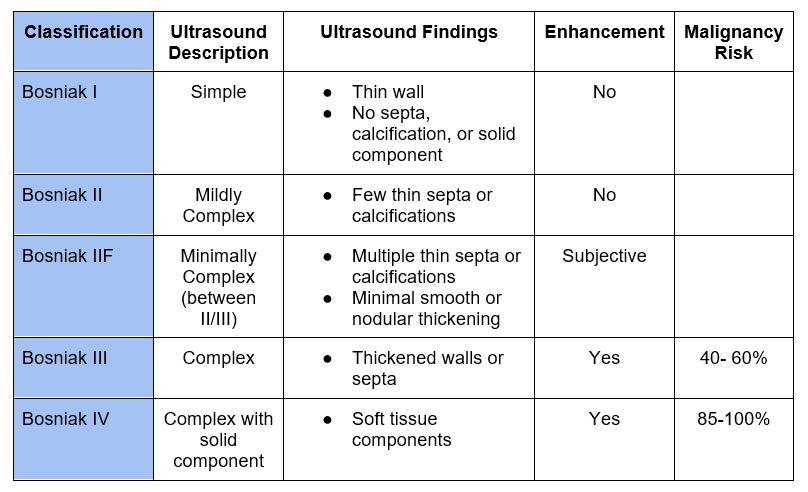 Classification
Ultrasound
Description
Ultrasound Findings
Enhancement
Malignancy
Risk
Bosniak I
Simple
● Thin wall
● No septa,
calcification, or solid
component
No
Bosniak II
Mildly
Complex
● Few thin septa or
calcifications
No
Bosniak IIF
Minimally
Complex
(between
II/III)
● Multiple thin septa or
calcifications
● Minimal smooth or
nodular thickening
Subjective
Bosniak III
Complex
● Thickened walls or
septa
Yes
40- 60%
Bosniak IV
Complex with
solid
component
● Soft tissue
components
Yes
85-100%